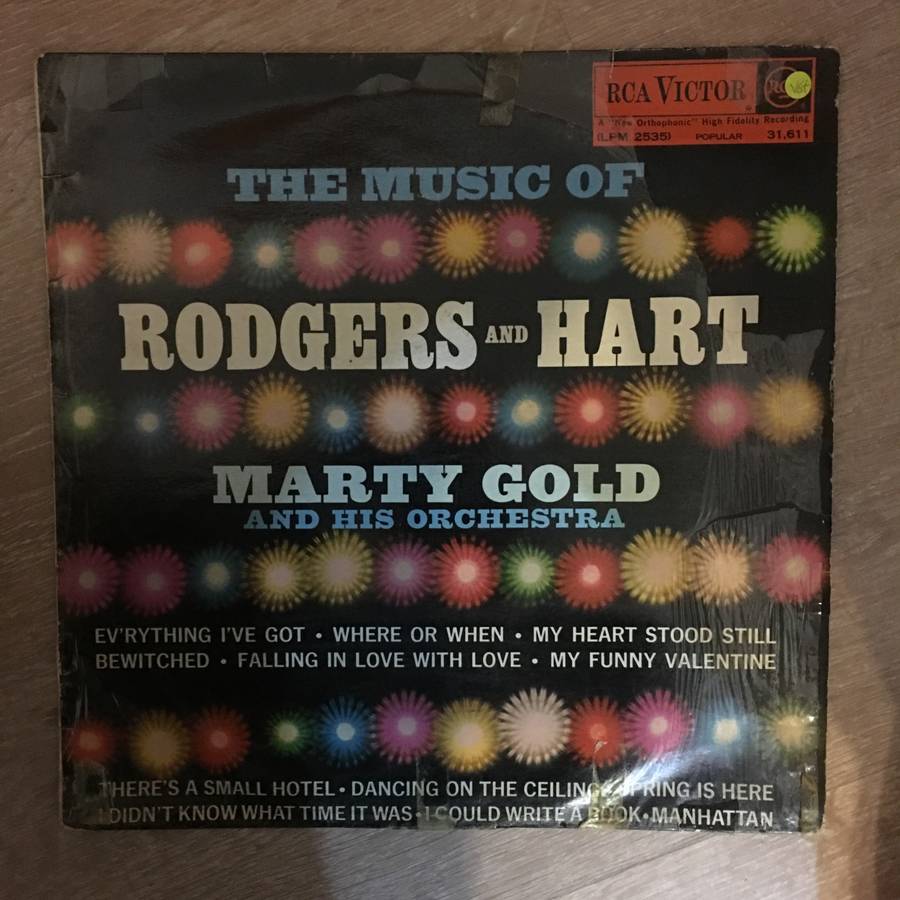 RCA VICTOR
A "New Orthophonic" High Fidelity Recording
(LPM 2535) POPULAR 31,611
THE MUSIC OF
RODGERS AND HART
MARTY GOLD
AND HIS ORCHESTRA
EV'RYTHING I'VE GOT • WHERE OR WHEN • MY HEART STOOD STILL
BEWITCHED • FALLING IN LOVE WITH LOVE • MY FUNNY VALENTINE
THERE'S A SMALL HOTEL • DANCING ON THE CEILING • SPRING IS HERE
I DIDN'T KNOW WHAT TIME IT WAS • I COULD WRITE A BOOK • MANHATTAN